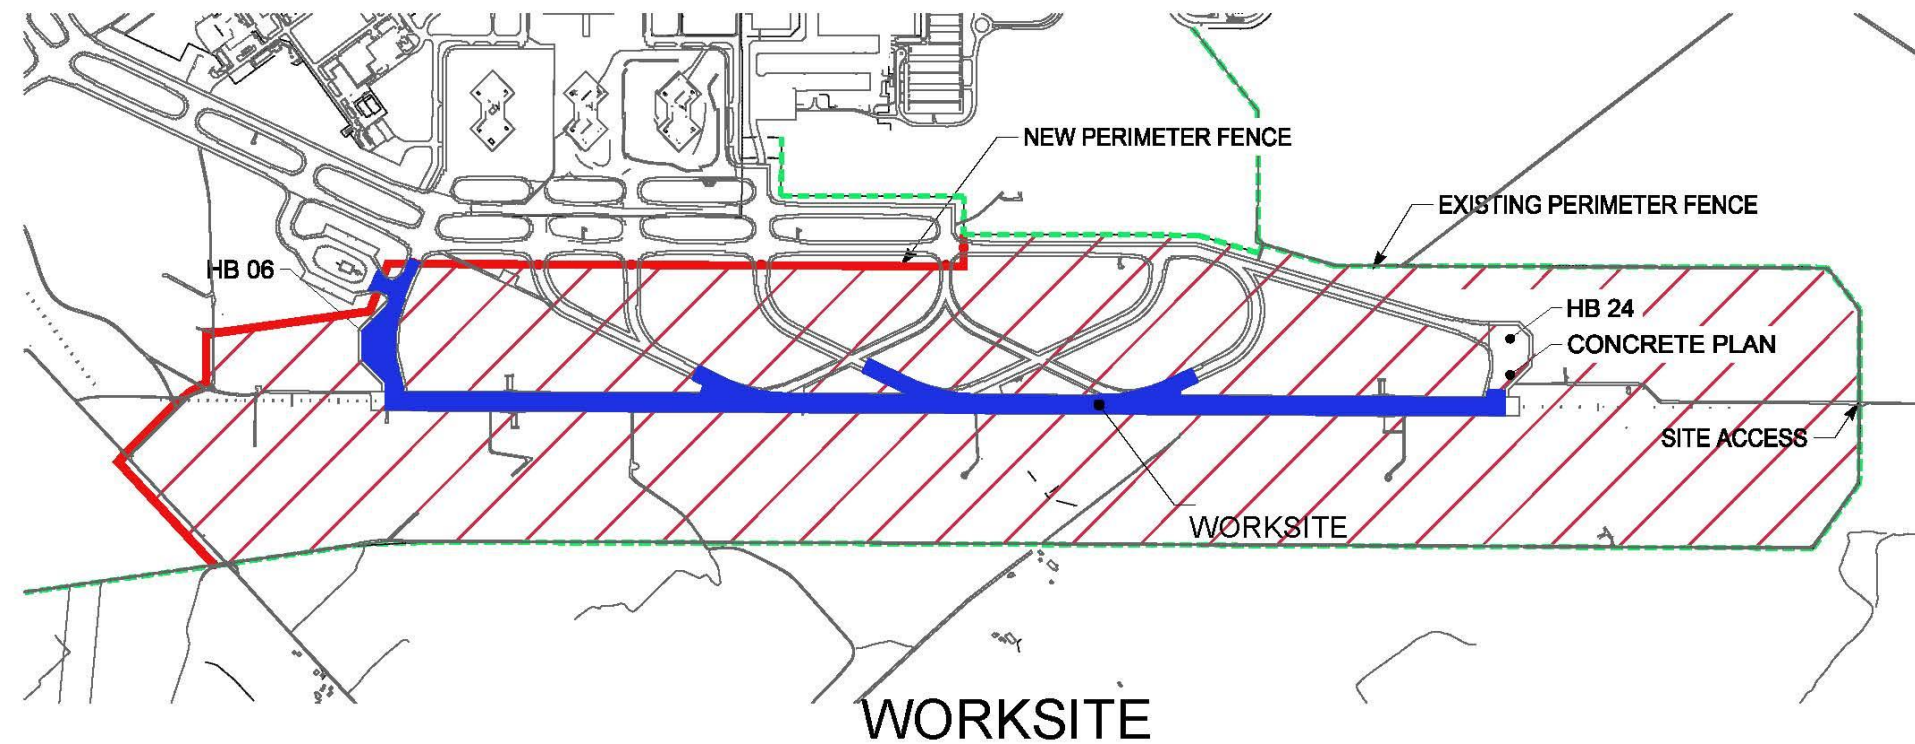 NEW PERIMETER FENCE
EXISTING PERIMETER FENCE
HB 06
HB 24
CONCRETE PLAN
SITE ACCESS
WORKSITE
WORKSITE